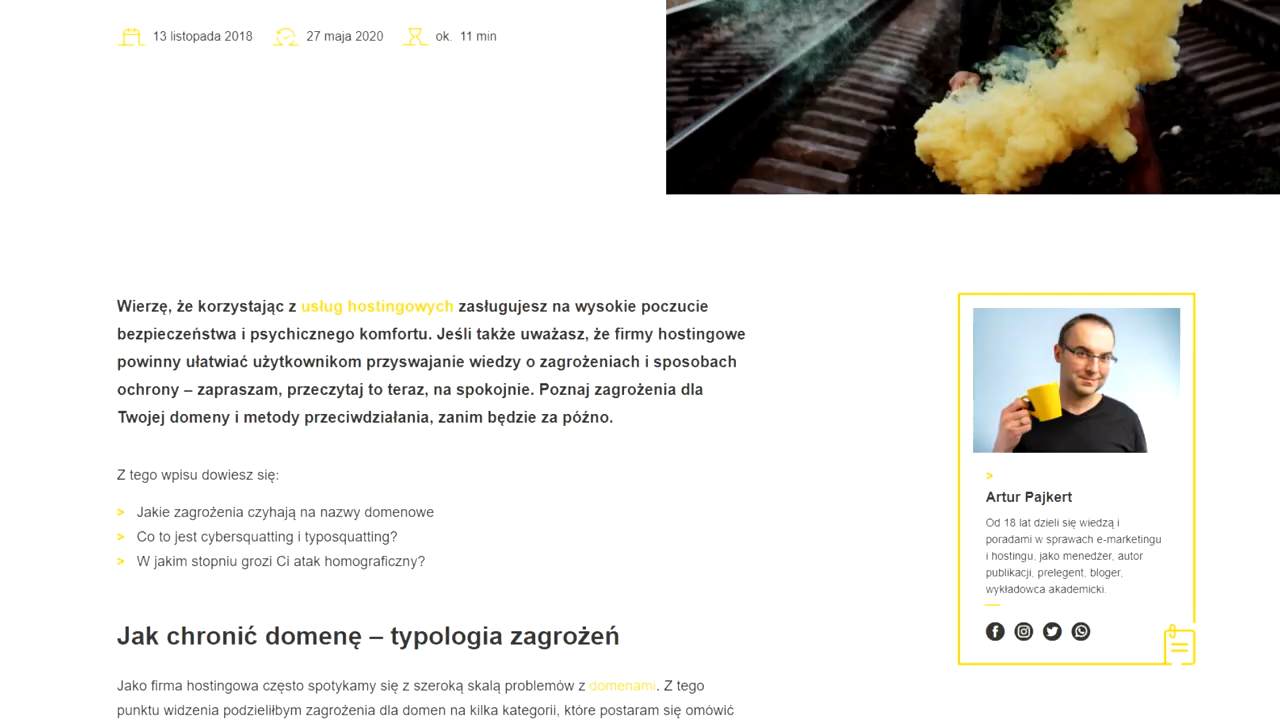 13 listopada 2018 27 maja 2020 ok. 11 min
Wierzę, że korzystając z usług hostingowych zasługujesz na wysokie poczucie
bezpieczeństwa i psychicznego komfortu. Jeśli także uważasz, że firmy hostingowe
powinny ułatwiać użytkownikom przyswajanie wiedzy o zagrożeniach i sposobach
ochrony – zapraszam, przeczytaj to teraz, na spokojnie. Poznaj zagrożenia dla
Twojej domeny i metody przeciwdziałania, zanim będzie za późno.
Z tego wpisu dowiesz się:
> Jakie zagrożenia czyhają na nazwy domenowe
> Co to jest cybersquatting i typosquatting?
> W jakim stopniu grozi Ci atak homograficzny?
Jak chronić domenę – typologia zagrożeń
Jako firma hostingowa często spotykamy się z szeroką skalą problemów z domenami. Z tego
punktu widzenia podzieliłbym zagrożenia dla domen na kilka kategorii, które postaram się omówić
>
Artur Pajkert
Od 18 lat dzieli się wiedzą i
poradami w sprawach e-marketingu
i hostingu, jako menedżer, autor
publikacji, prelegent, bloger,
wykładowca akademicki.